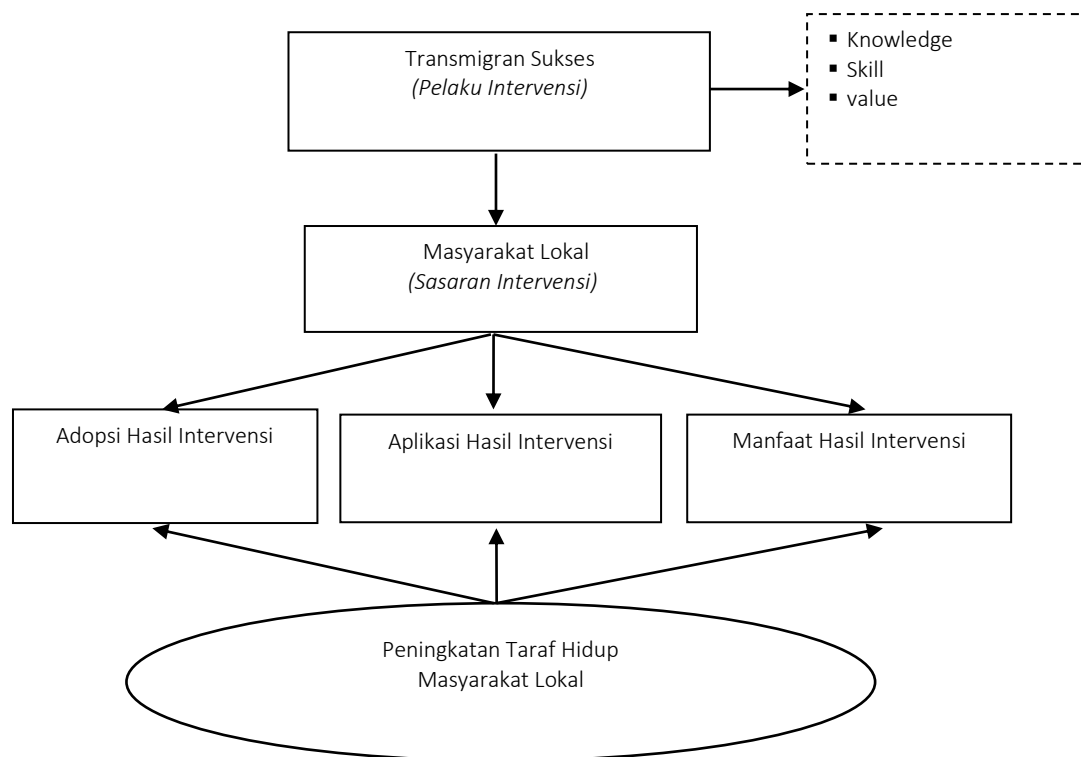 Transmigran Sukses
(Pelaku Intervensi)
▪ Knowledge
▪ Skill
▪ value
Masyarakat Lokal
(Sasaran Intervensi)
Adopsi Hasil Intervensi
Aplikasi Hasil Intervensi
Manfaat Hasil Intervensi
Peningkatan Taraf Hidup
Masyarakat Lokal